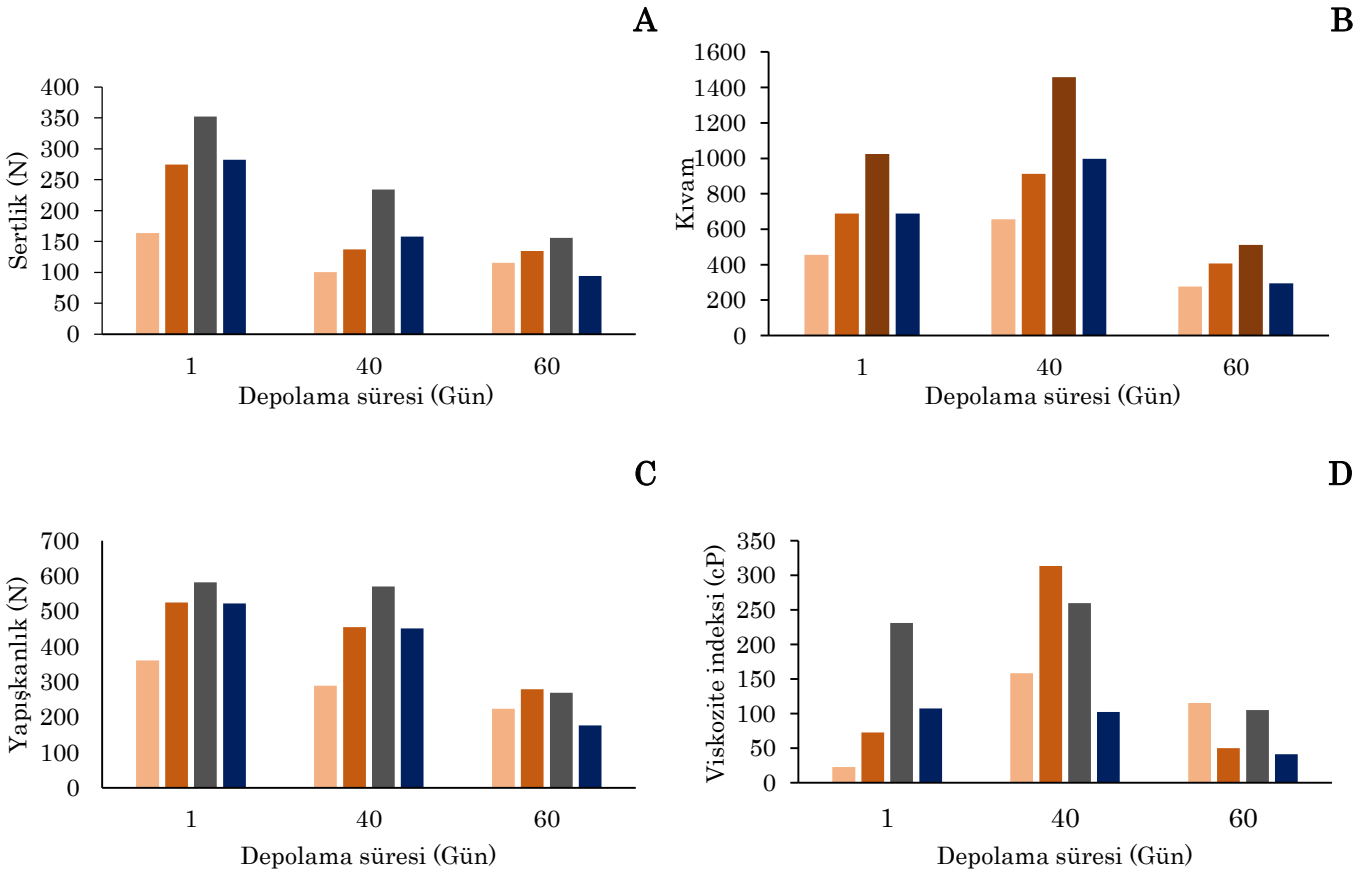 A
400
350
300
250
200
150
100
50
0
Sertlik (N)
1 40 60
Depolama süresi (Gün)
B
1600
1400
1200
1000
800
600
400
200
0
Kıvam
1 40 60
Depolama süresi (Gün)
C
700
600
500
400
300
200
100
0
Yapışkanlık (N)
1 40 60
Depolama süresi (Gün)
D
350
300
250
200
150
100
50
0
Viskozite indeksi (cP)
1 40 60
Depolama süresi (Gün)